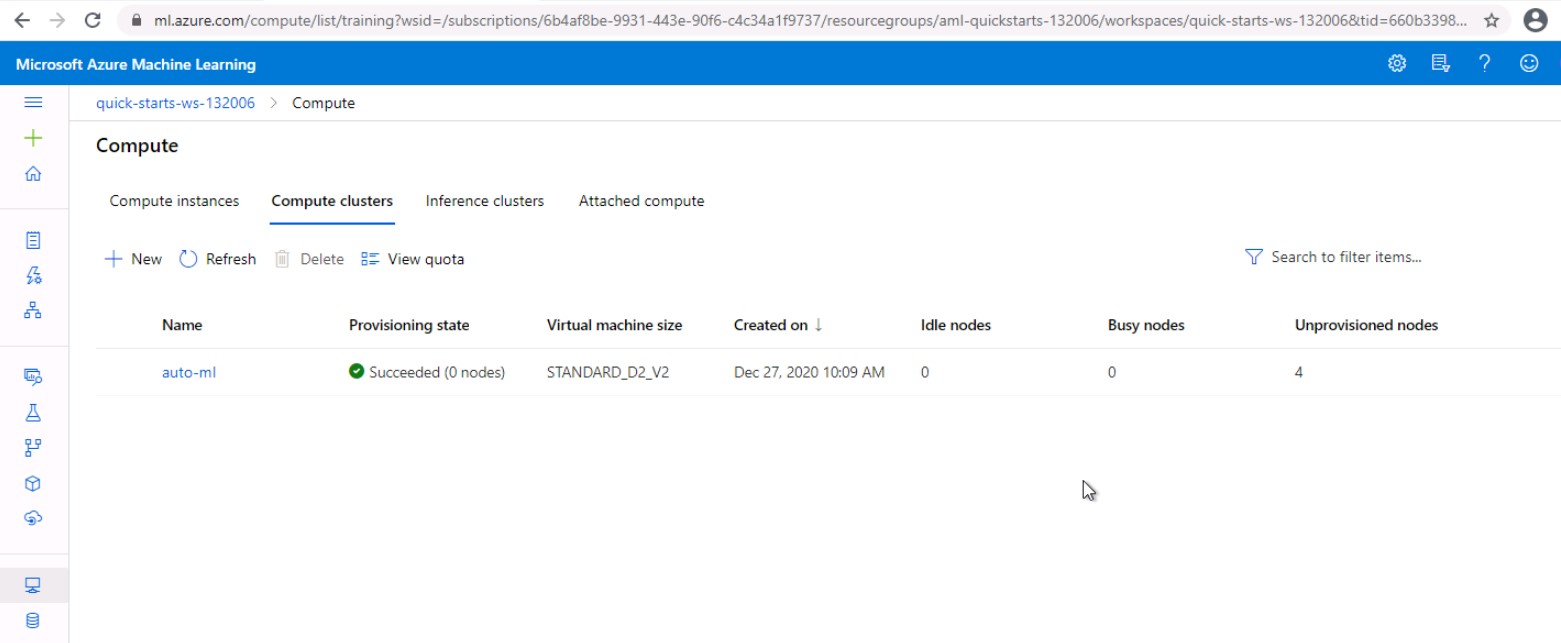 ml.azure.com/compute/list/training?wsid=/subscriptions/6b4af8be-9931-443e-90f6-c4c34a1f9737/resourcegroups/aml-quickstarts-132006/workspaces/quick-starts-ws-132006&tid=660b3398...
Microsoft Azure Machine Learning
quick-starts-ws-132006 > Compute
Compute
Compute instances Compute clusters Inference clusters Attached compute
New Refresh Delete View quota Search to filter items...
Name Provisioning state Virtual machine size Created on ↓ Idle nodes Busy nodes Unprovisioned nodes
auto-ml Succeeded (0 nodes) STANDARD_D2_V2 Dec 27, 2020 10:09 AM 0 0 4